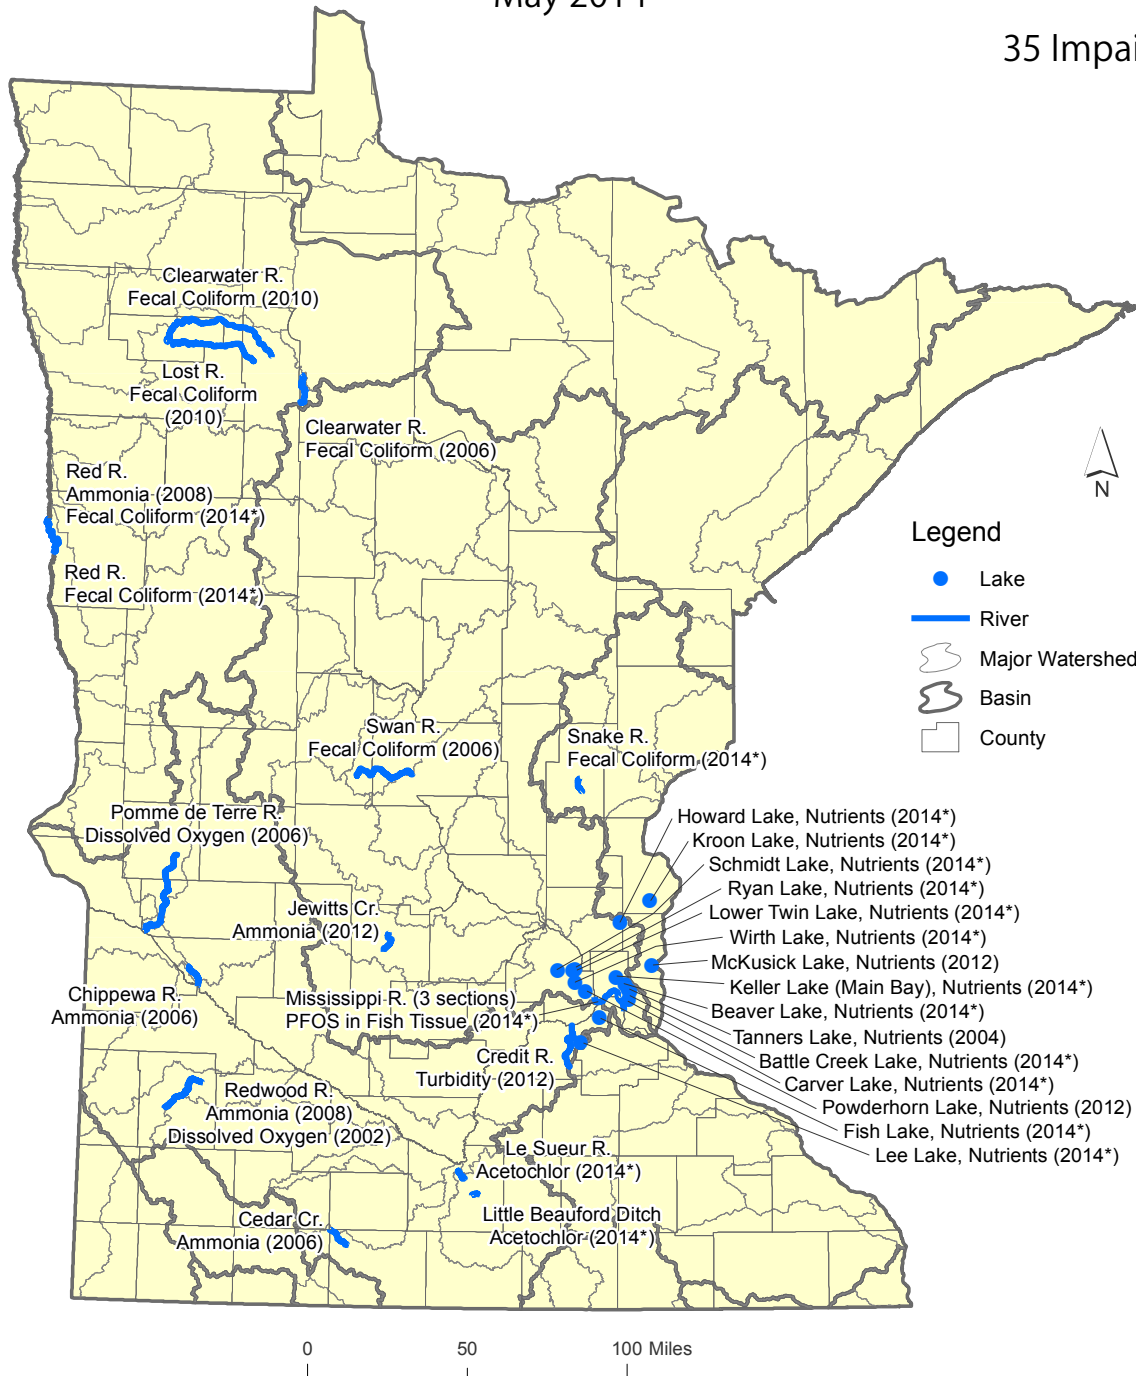 May 2014
35 Impai
Clearwater R.
Fecal Coliform (2010)
Lost R.
Fecal Coliform
(2010)
Clearwater R.
Fecal Coliform (2006)
Red R.
Ammonia (2008)
Fecal Coliform (2014*)
Red R.
Fecal Coliform (2014*)
N
Legend
Lake
River
Major Watershed
Basin
County
Swan R.
Fecal Coliform (2006)
Snake R.
Fecal Coliform (2014*)
Pomme de Terre R.
Dissolved Oxygen (2006)
Howard Lake, Nutrients (2014*)
Kroon Lake, Nutrients (2014*)
Schmidt Lake, Nutrients (2014*)
Ryan Lake, Nutrients (2014*)
Lower Twin Lake, Nutrients (2014*)
Wirth Lake, Nutrients (2014*)
McKusick Lake, Nutrients (2012)
Keller Lake (Main Bay), Nutrients (2014*)
Beaver Lake, Nutrients (2014*)
Tanners Lake, Nutrients (2004)
Battle Creek Lake, Nutrients (2014*)
Carver Lake, Nutrients (2014*)
Powderhorn Lake, Nutrients (2012)
Fish Lake, Nutrients (2014*)
Lee Lake, Nutrients (2014*)
Jewitts Cr.
Ammonia (2012)
Chippewa R.
Ammonia (2006)
Mississippi R. (3 sections)
PFOS in Fish Tissue (2014*)
Credit R.
Turbidity (2012)
Redwood R.
Ammonia (2008)
Dissolved Oxygen (2002)
Le Sueur R.
Acetochlor (2014*)
Little Beauford Ditch
Acetochlor (2014*)
Cedar Cr.
Ammonia (2006)
0 50 100 Miles